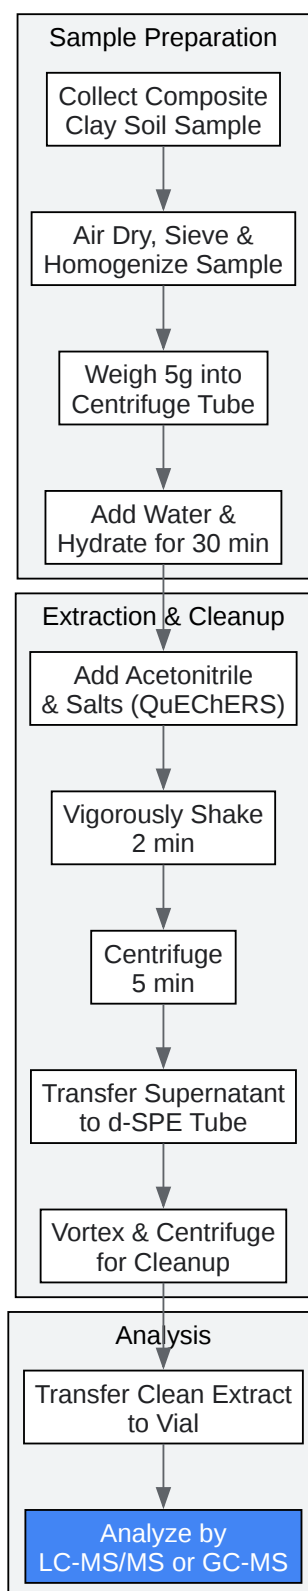 Sample Preparation
Collect Composite
Clay Soil Sample
Air Dry, Sieve &
Homogenize Sample
Weigh 5g into
Centrifuge Tube
Add Water &
Hydrate for 30 min
Extraction & Cleanup
Add Acetonitrile
& Salts (QuEChERS)
Vigorously Shake
2 min
Centrifuge
5 min
Transfer Supernatant
to d-SPE Tube
Vortex & Centrifuge
for Cleanup
Analysis
Transfer Clean Extract
to Vial
Analyze by
LC-MS/MS or GC-MS